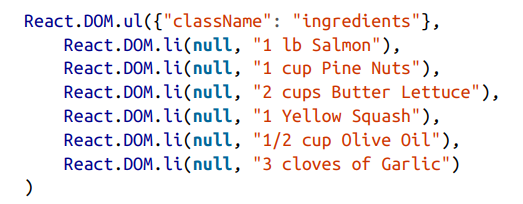 React.DOM.ul({"className": "ingredients"},
    React.DOM.li(null, "1 lb Salmon"),
    React.DOM.li(null, "1 cup Pine Nuts"),
    React.DOM.li(null, "2 cups Butter Lettuce"),
    React.DOM.li(null, "1 Yellow Squash"),
    React.DOM.li(null, "1/2 cup Olive Oil"),
    React.DOM.li(null, "3 cloves of Garlic")
)